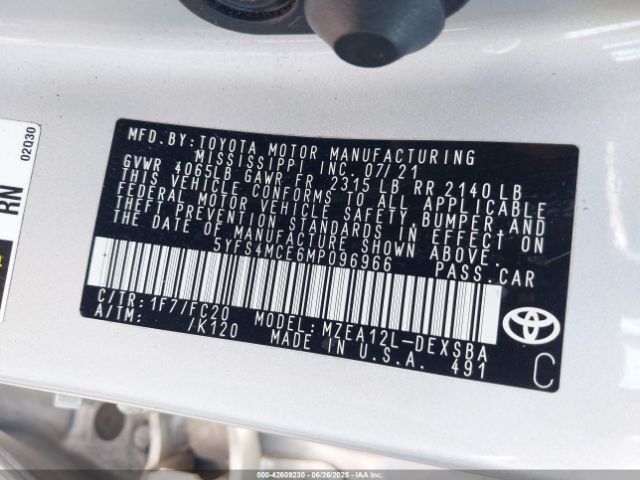 02Q30
RN
MFD. BY: TOYOTA MOTOR MANUFACTURING
MISSISSIPPI INC. 07/21
GVWR 4065LB GAWR FR 2315 LB RR 2140 LB
THIS VEHICLE CONFORMS TO ALL APPLICABLE
FEDERAL MOTOR VEHICLE SAFETY, BUMPER, AND
THEFT PREVENTION STANDARDS IN EFFECT ON
THE DATE OF MANUFACTURE SHOWN ABOVE.
5YFS4MCE6MP096966 PASS.CAR
C/TR: 1F7/FC20 MODEL: MZEA12L-DEXSBA
A/TM: /K120 MADE IN U.S.A. 491
C
000-42609230 - 06/26/2025 - IAAI.COM